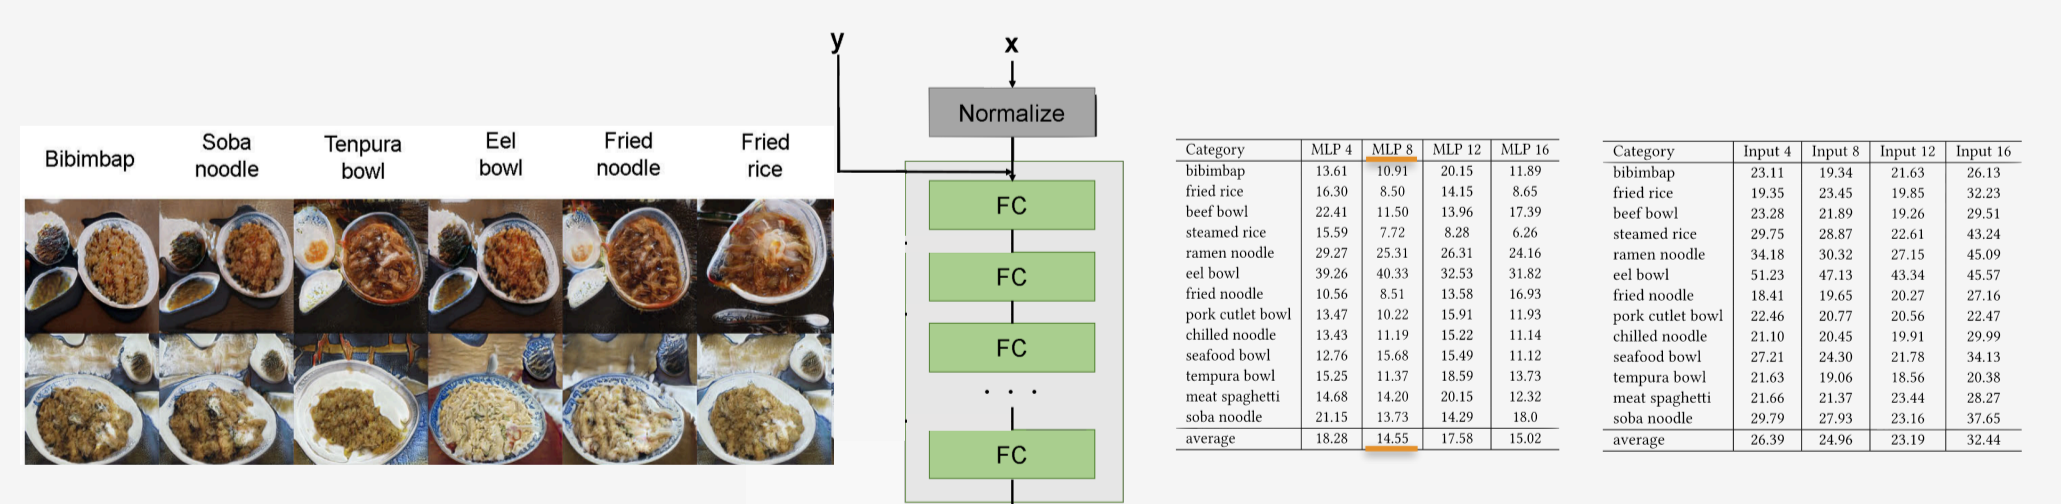 Bibimbap
Soba
noodle
Tenpura
bowl
Eel
bowl
Fried
noodle
Fried
rice
y
x
Normalize
FC
FC
FC
. . .
FC
Category MLP 4 MLP 8 MLP 12 MLP 16
bibimbap 13.61 10.91 20.15 11.89
fried rice 16.30 8.50 14.15 8.65
beef bowl 22.41 11.50 13.96 17.39
steamed rice 15.59 7.72 8.28 6.26
ramen noodle 29.27 25.31 26.31 24.16
eel bowl 39.26 40.33 32.53 31.82
fried noodle 10.56 8.51 13.58 16.93
pork cutlet bowl 13.47 10.22 15.91 11.93
chilled noodle 13.43 11.19 15.22 11.14
seafood bowl 12.76 15.68 15.49 11.12
tempura bowl 15.25 11.37 18.59 13.73
meat spaghetti 14.68 14.20 20.15 12.32
soba noodle 21.15 13.73 14.29 18.0
average 18.28 14.55 17.58 15.02
Category Input 4 Input 8 Input 12 Input 16
bibimbap 23.11 19.34 21.63 26.13
fried rice 19.35 23.45 19.85 32.23
beef bowl 23.28 21.89 19.26 29.51
steamed rice 29.75 28.87 22.61 43.24
ramen noodle 34.18 30.32 27.15 45.09
eel bowl 51.23 47.13 43.34 45.57
fried noodle 18.41 19.65 20.27 27.16
pork cutlet bowl 22.46 20.77 20.56 22.47
chilled noodle 21.10 20.45 19.91 29.99
seafood bowl 27.21 24.30 21.78 34.13
tempura bowl 21.63 19.06 18.56 20.38
meat spaghetti 21.66 21.37 23.44 28.27
soba noodle 29.79 27.93 23.16 37.65
average 26.39 24.96 23.19 32.44